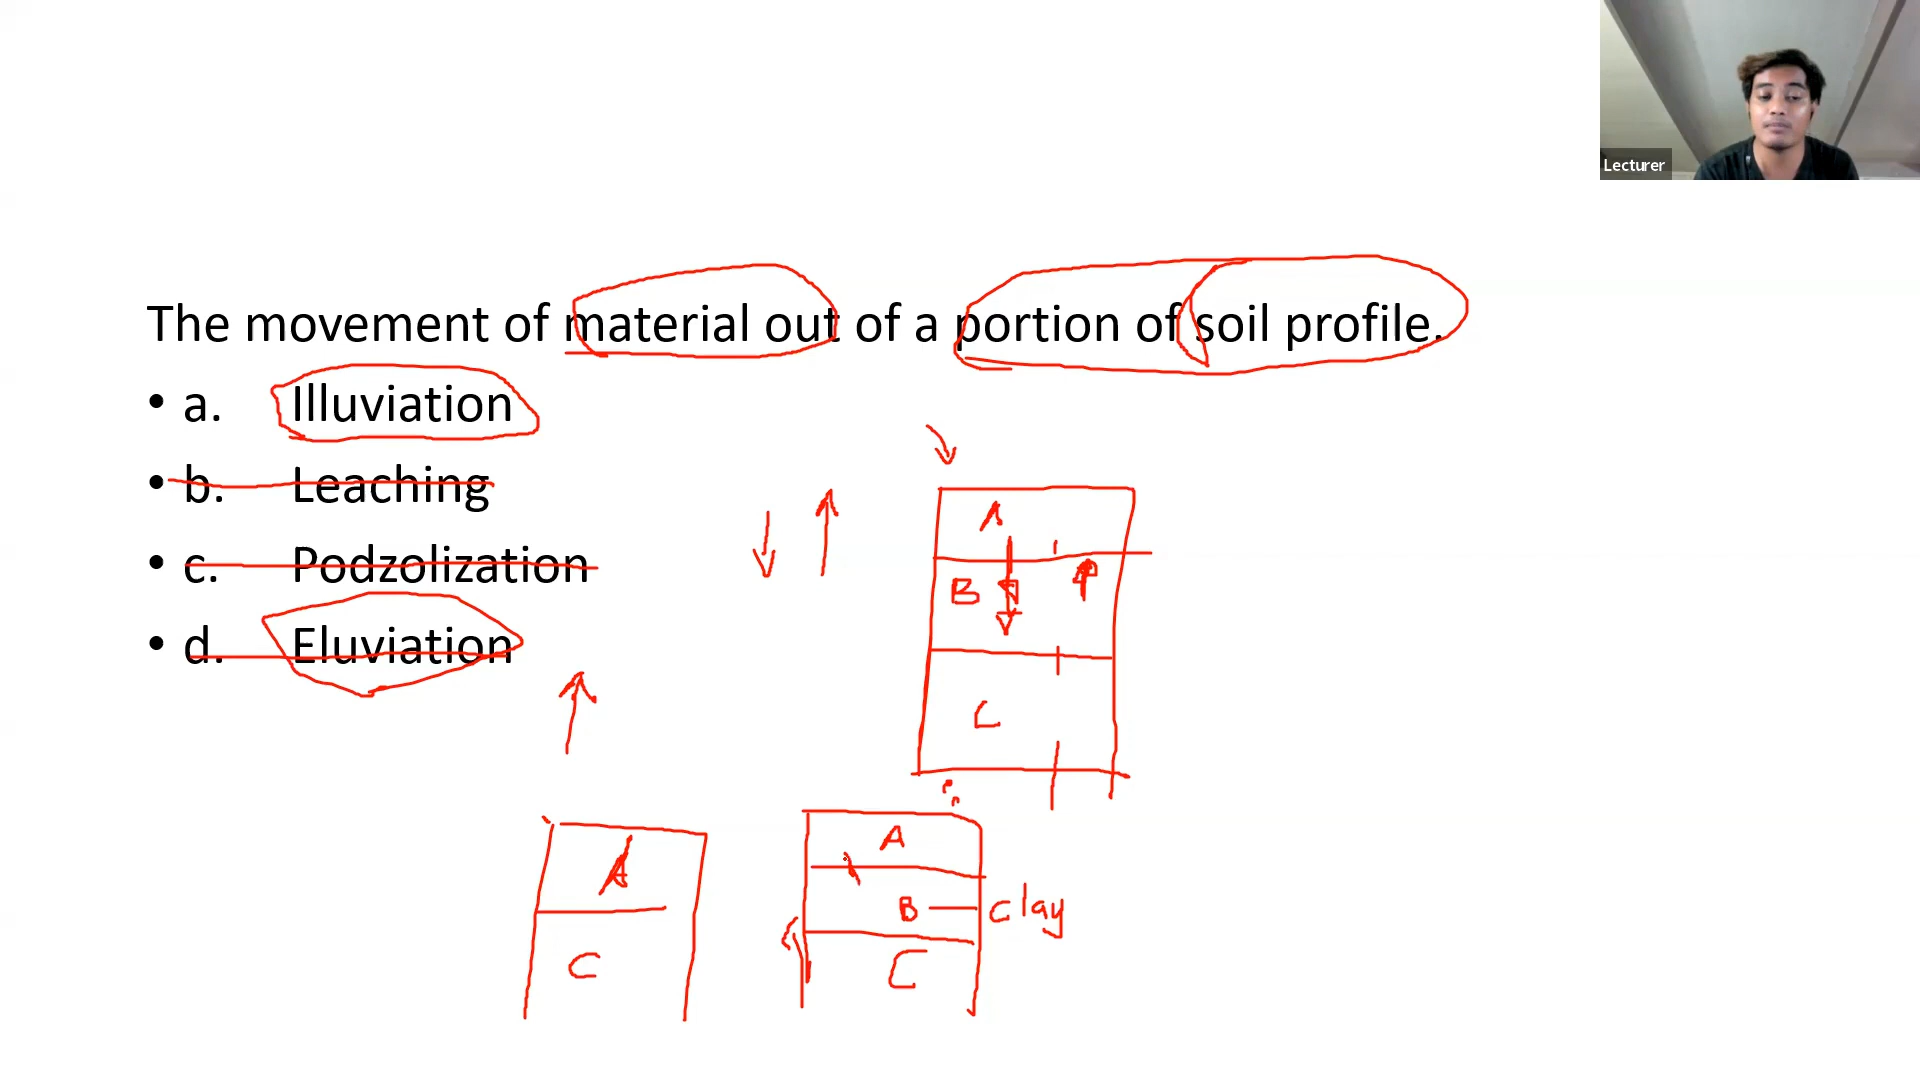 Lecturer
The movement of material out of a portion of soil profile.
• a. Illuviation
• b. Leaching
• c. Podzolization
• d. Eluviation
A
B
C
A
C
A
B clay
C